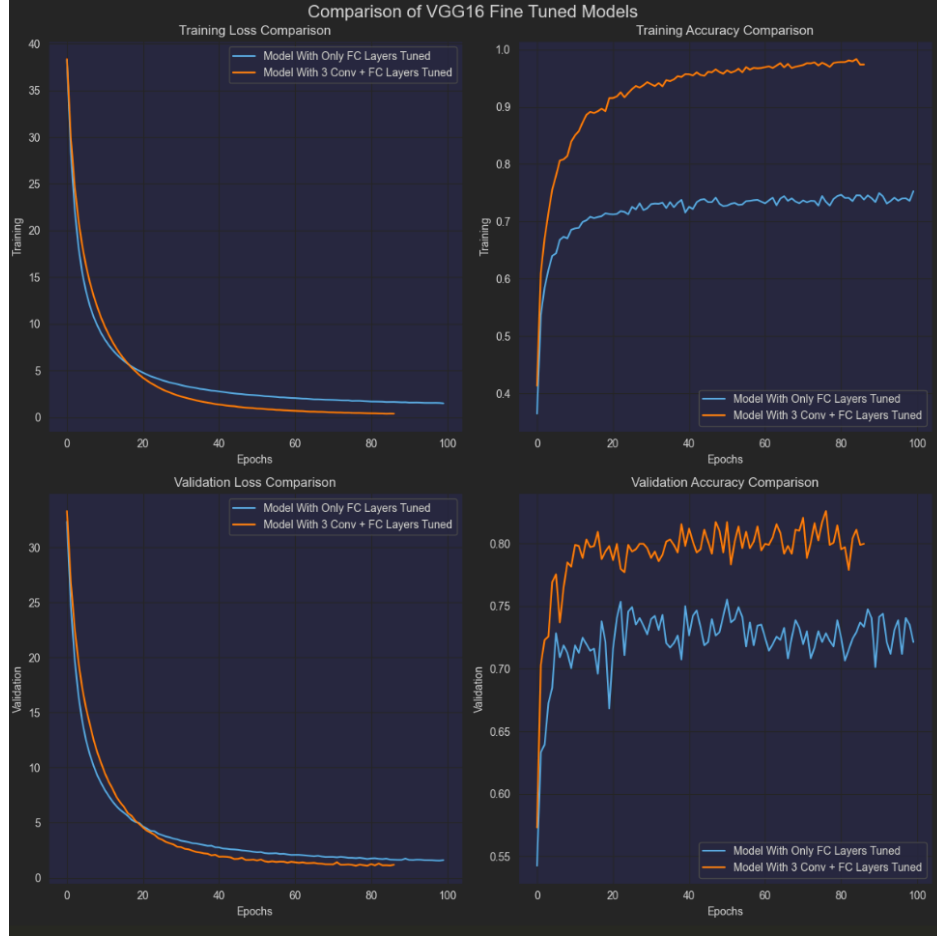 Comparison of VGG16 Fine Tuned Models
Training Loss Comparison
40
35
30
25
20
15
10
5
0
Training
0 20 40 60 80 100
Epochs
Model With Only FC Layers Tuned
Model With 3 Conv + FC Layers Tuned
Training Accuracy Comparison
1.0
0.9
0.8
0.7
0.6
0.5
0.4
Training
Model With Only FC Layers Tuned
Model With 3 Conv + FC Layers Tuned
0 20 40 60 80 100
Epochs
Validation Loss Comparison
Model With Only FC Layers Tuned
Model With 3 Conv + FC Layers Tuned
30
25
20
15
10
5
0
Validation
0 20 40 60 80 100
Epochs
Validation Accuracy Comparison
0.80
0.75
0.70
0.65
0.60
0.55
Validation
Model With Only FC Layers Tuned
Model With 3 Conv + FC Layers Tuned
0 20 40 60 80 100
Epochs